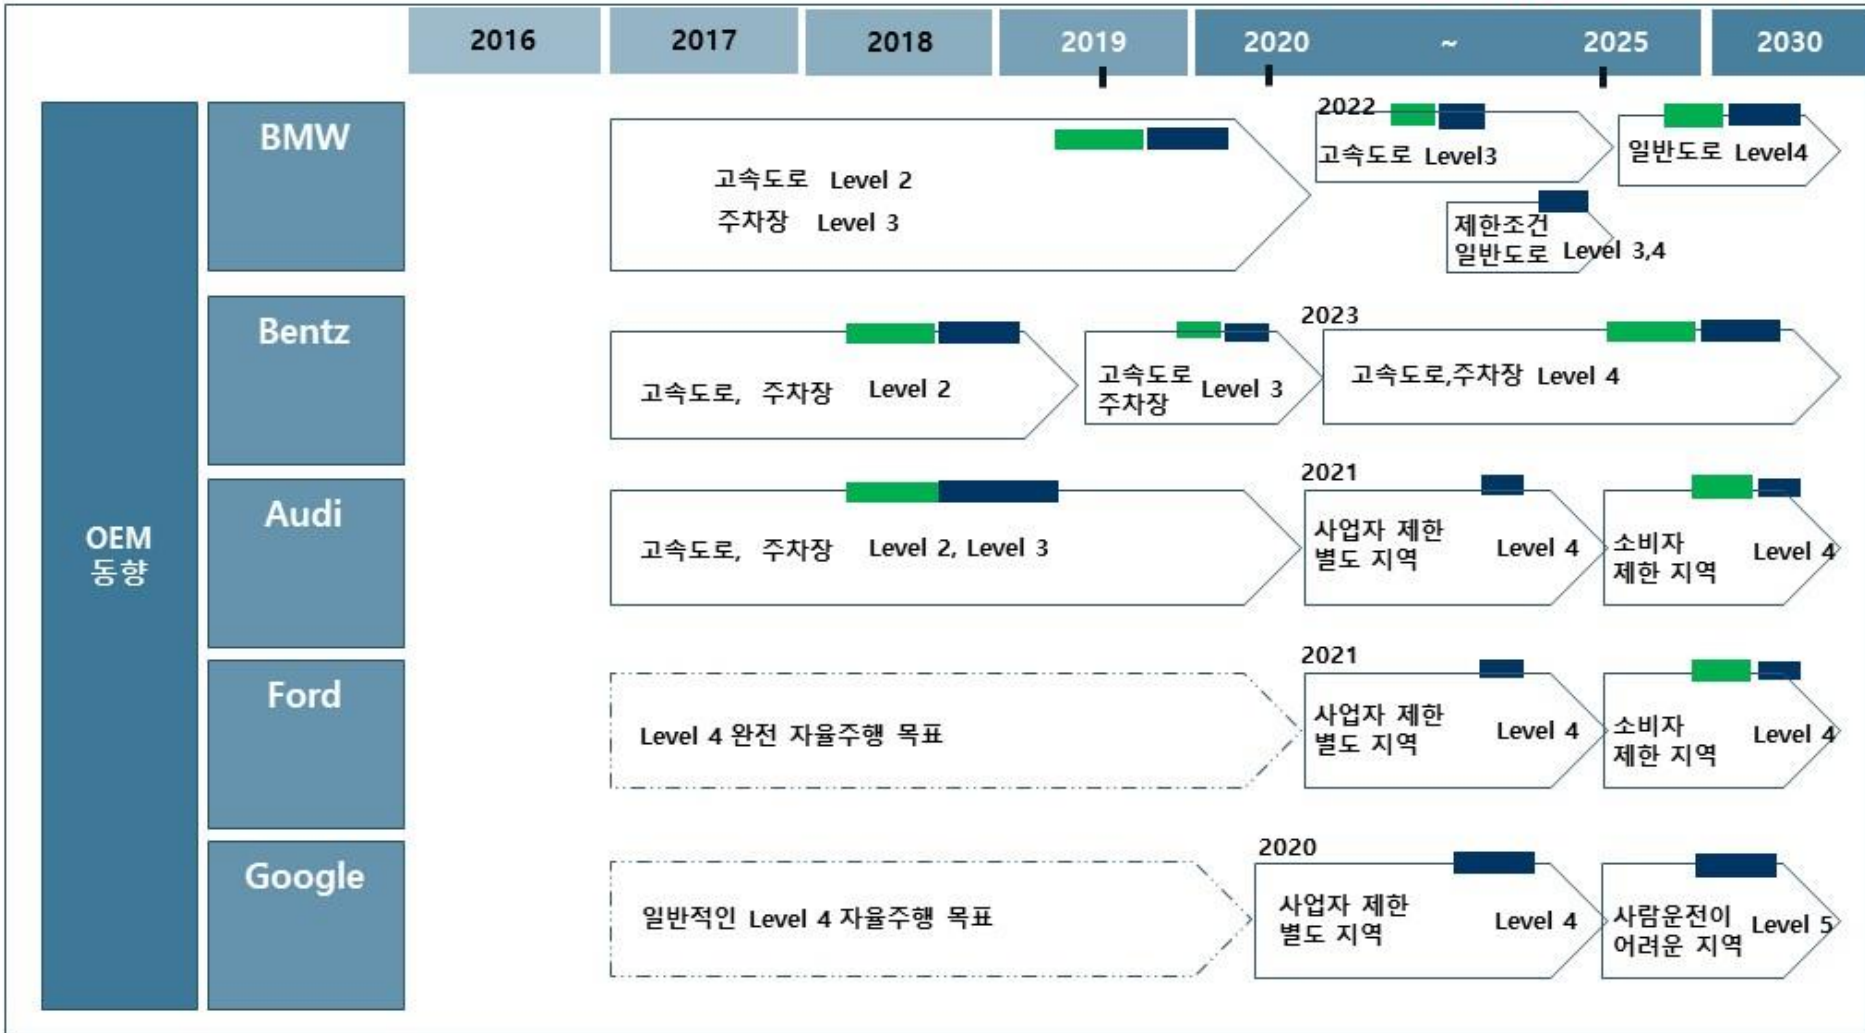 2016 2017 2018 2019 2020 ~ 2025 2030
OEM
동향
BMW
고속도로 Level 2
주차장 Level 3
2022
고속도로 Level3
일반도로 Level4
제한조건
일반도로 Level 3,4
Bentz
고속도로, 주차장 Level 2
고속도로
주차장 Level 3
2023
고속도로,주차장 Level 4
Audi
고속도로, 주차장 Level 2, Level 3
2021
사업자 제한
별도 지역 Level 4
소비자
제한 지역 Level 4
Ford
Level 4 완전 자율주행 목표
2021
사업자 제한
별도 지역 Level 4
소비자
제한 지역 Level 4
Google
일반적인 Level 4 자율주행 목표
2020
사업자 제한
별도 지역 Level 4
사람운전이
어려운 지역 Level 5